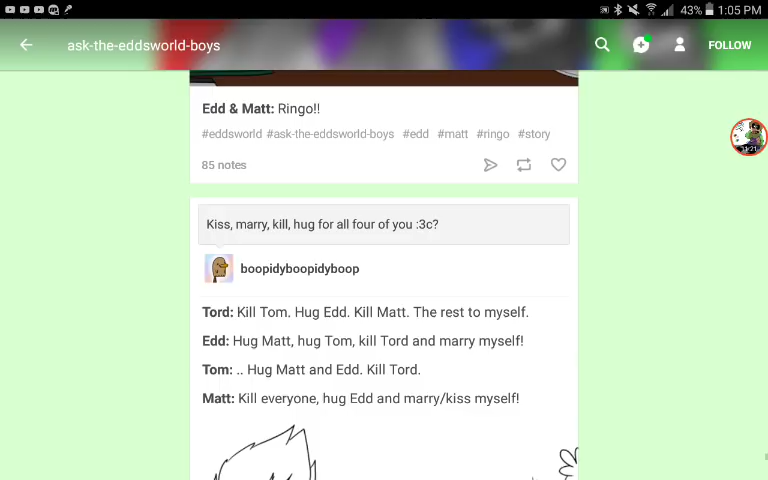 43% 1:05 PM
ask-the-eddsworld-boys
FOLLOW
Edd & Matt: Ringo!!
#eddsworld #ask-the-eddsworld-boys #edd #matt #ringo #story
85 notes
11:21
Kiss, marry, kill, hug for all four of you :3c?
boopidyboopidyboop
Tord: Kill Tom. Hug Edd. Kill Matt. The rest to myself.
Edd: Hug Matt, hug Tom, kill Tord and marry myself!
Tom: .. Hug Matt and Edd. Kill Tord.
Matt: Kill everyone, hug Edd and marry/kiss myself!